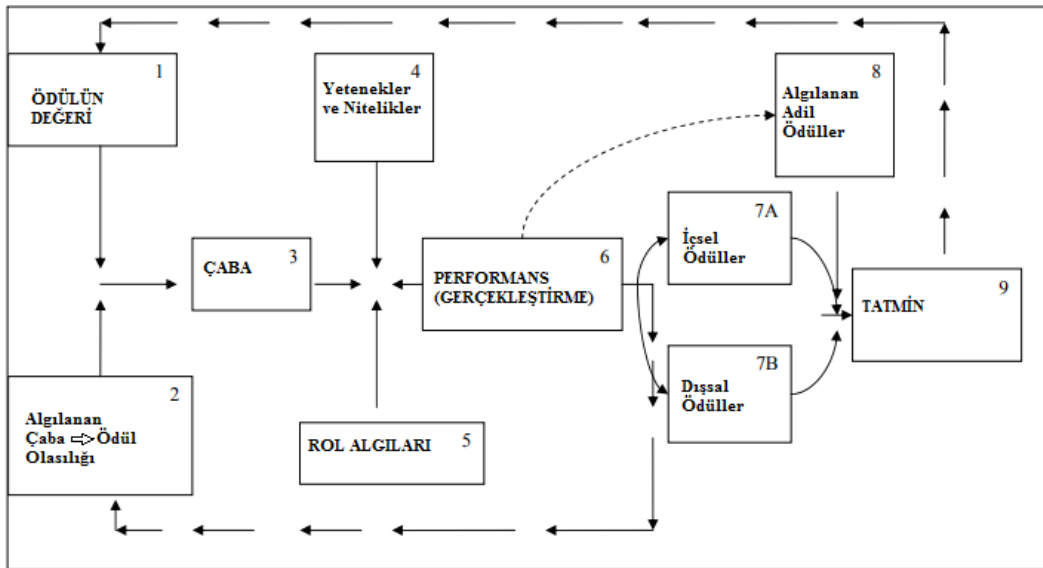 1
ÖDÜLÜN
DEĞERİ
4
Yetenekler
ve Nitelikler
8
Algılanan
Adil
Ödüller
3
ÇABA
6
PERFORMANS
(GERÇEKLEŞTİRME)
7A
İçsel
Ödüller
9
TATMİN
2
Algılanan
Çaba ⇨ Ödül
Olasılığı
5
ROL ALGILARI
7B
Dışsal
Ödüller